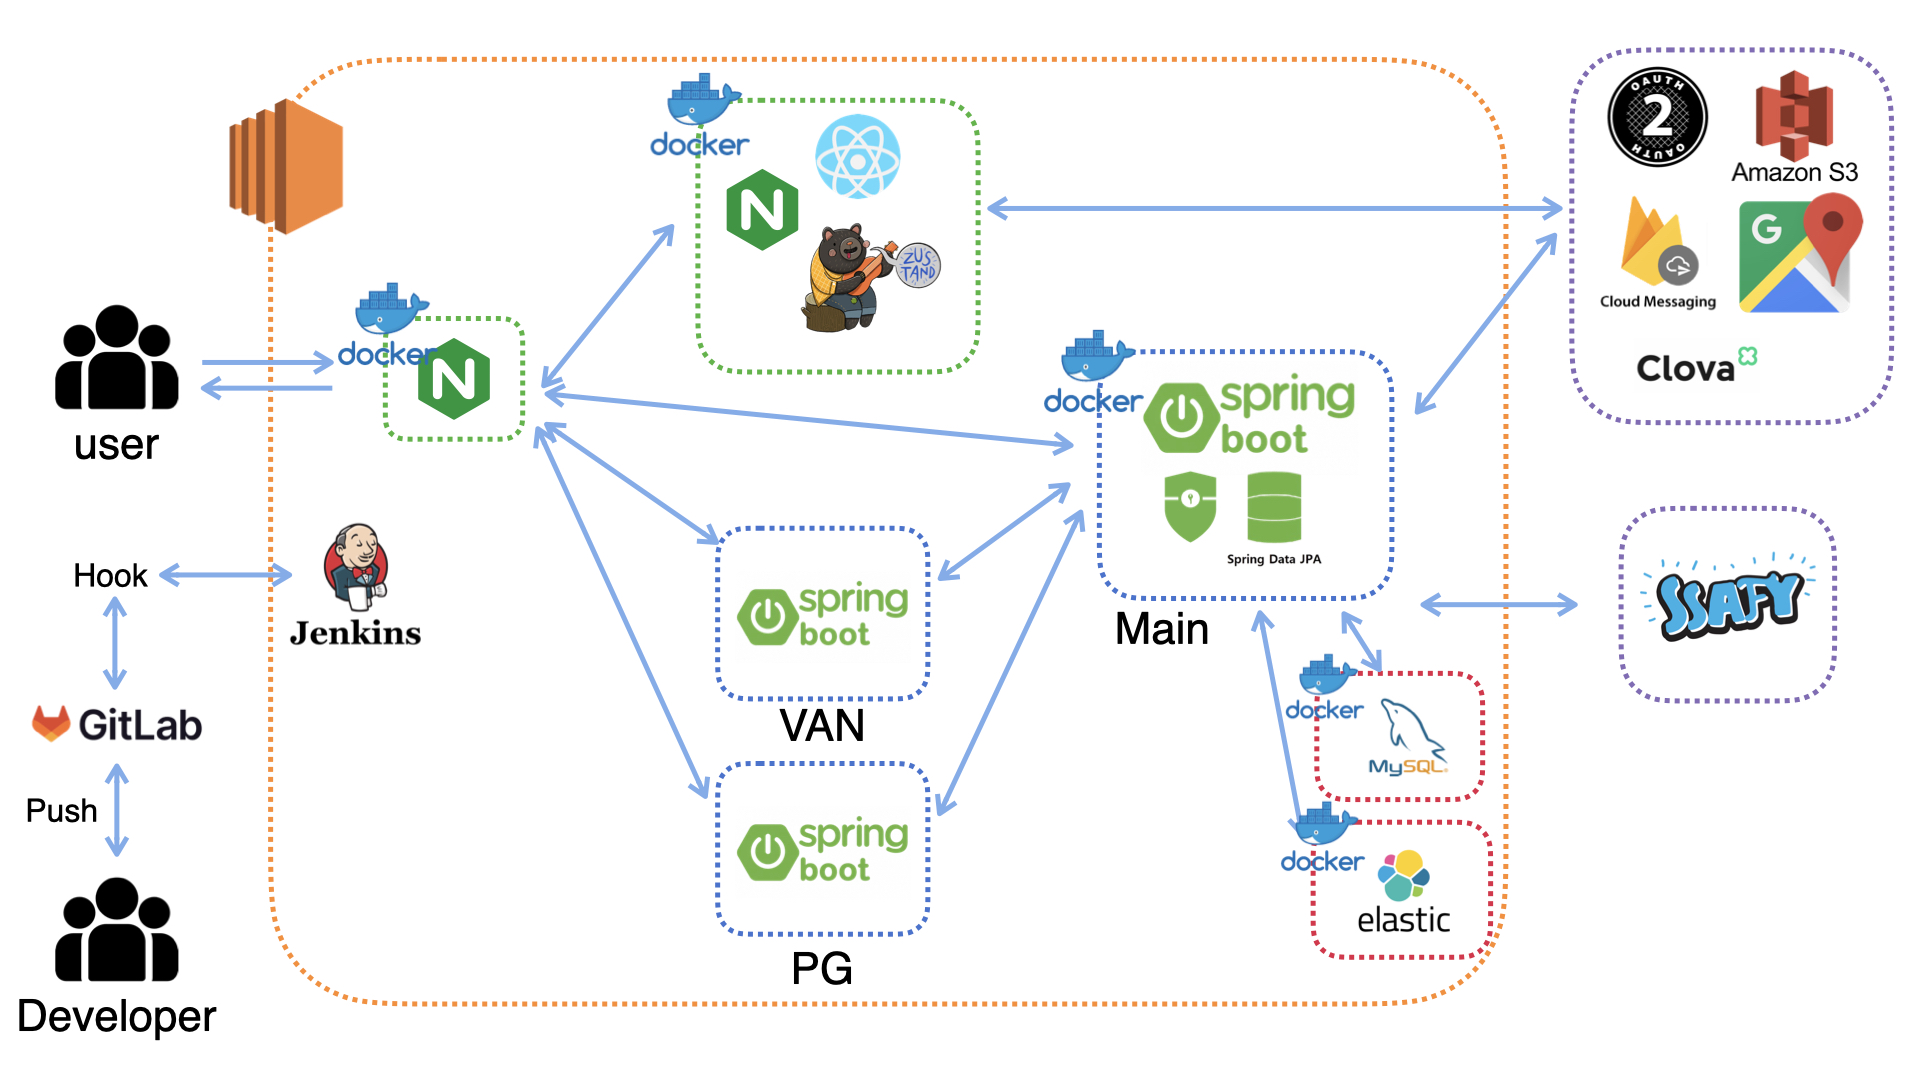 docker
OAUTH
2
OAUTH
Amazon S3
N
ZUS
TAND
G
Cloud Messaging
Clova
docker
N
user
docker
spring
boot
Spring Data JPA
Main
Hook
Jenkins
spring
boot
VAN
SSAFY
GitLab
Push
docker
MySQL
spring
boot
PG
docker
elastic
Developer